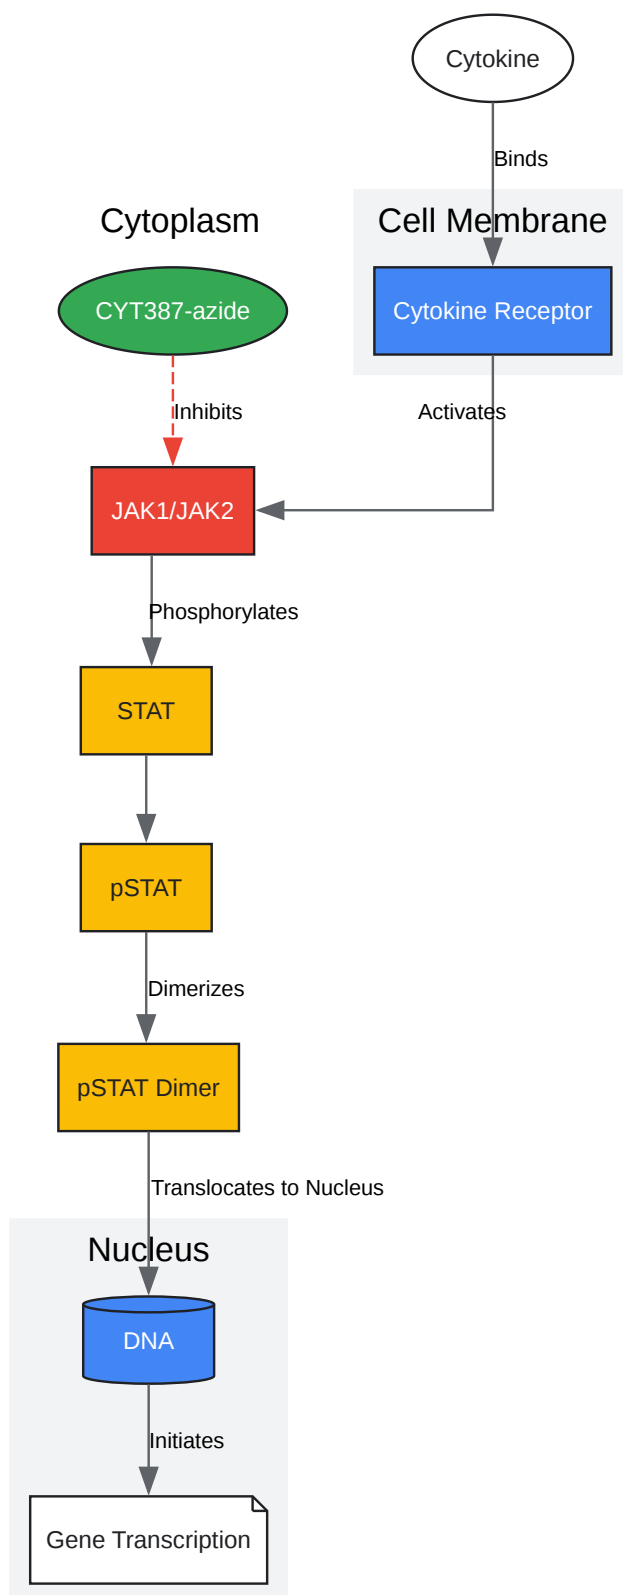 Cytokine
Binds
Cytoplasm
Cell Membrane
CYT387-azide
Cytokine Receptor
Inhibits
Activates
JAK1/JAK2
Phosphorylates
STAT
pSTAT
Dimerizes
pSTAT Dimer
Translocates to Nucleus
Nucleus
DNA
Initiates
Gene Transcription